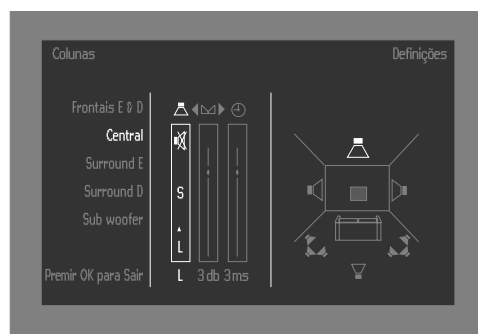 Colunas
Definições
Frontais E & D
Central
Surround E
Surround D
Sub woofer
S
L
Premir OK para Sair
L 3db 3ms